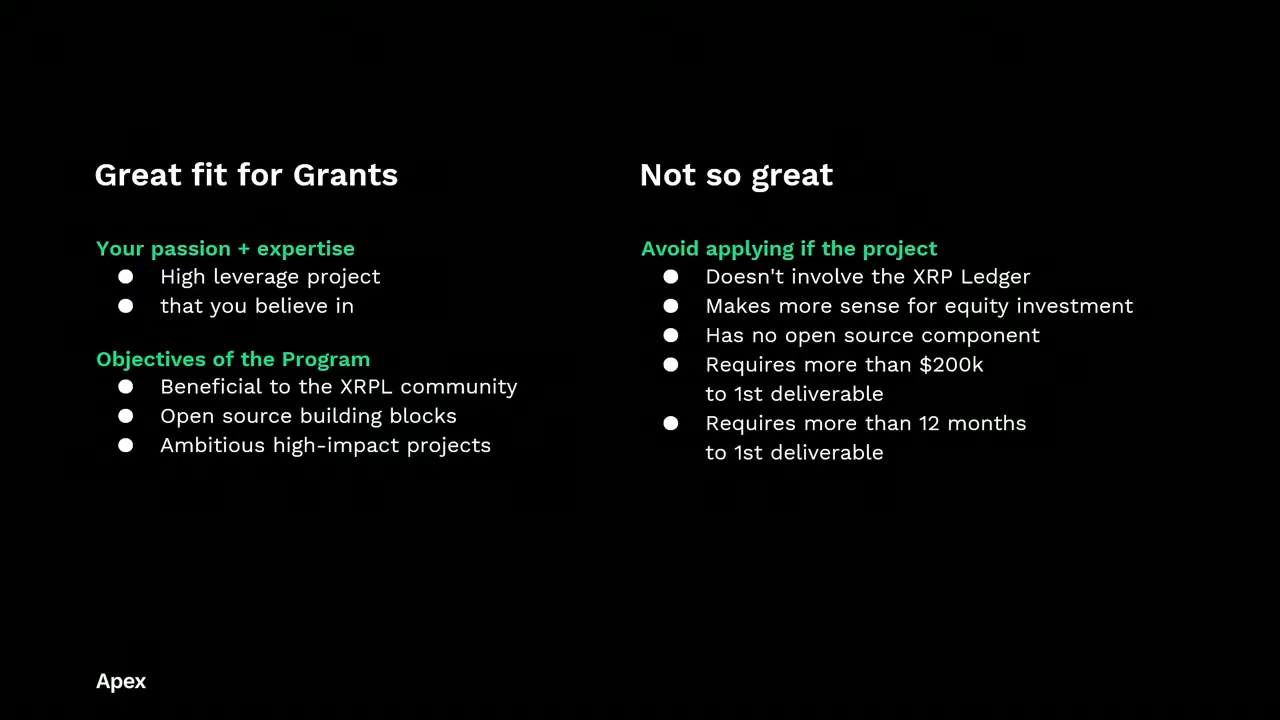 Great fit for Grants
Your passion + expertise
● High leverage project
● that you believe in
Objectives of the Program
● Beneficial to the XRPL community
● Open source building blocks
● Ambitious high-impact projects
Not so great
Avoid applying if the project
● Doesn't involve the XRP Ledger
● Makes more sense for equity investment
● Has no open source component
● Requires more than $200k
to 1st deliverable
● Requires more than 12 months
to 1st deliverable
Apex